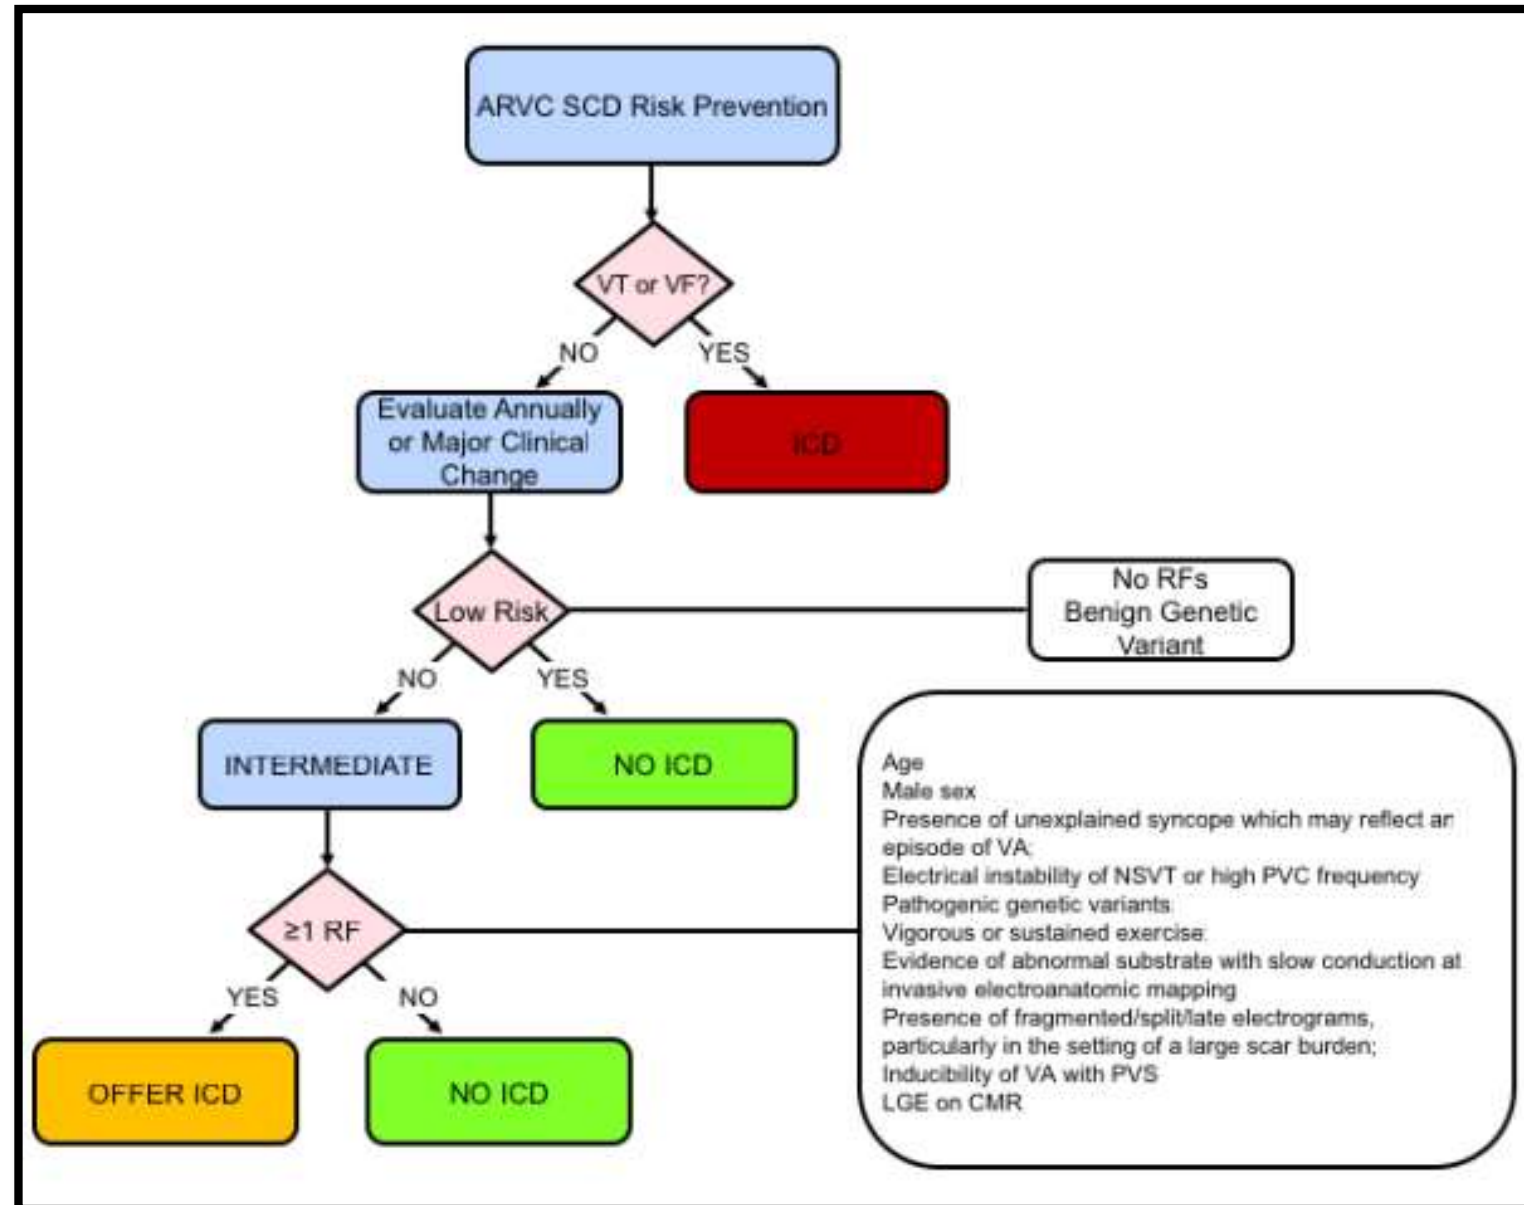 ARVC SCD Risk Prevention
VT or VF?
NO
YES
Evaluate Annually
or Major Clinical
Change
ICD
Low Risk
No RFs
Benign Genetic
Variant
NO
YES
INTERMEDIATE
NO ICD
Age
Male sex
Presence of unexplained syncope which may reflect an
episode of VA;
Electrical instability of NSVT or high PVC frequency
Pathogenic genetic variants
Vigorous or sustained exercise;
Evidence of abnormal substrate with slow conduction at
invasive electroanatomic mapping
Presence of fragmented/split/late electrograms,
particularly in the setting of a large scar burden;
Inducibility of VA with PVS
LGE on CMR
≥1 RF
YES
NO
OFFER ICD
NO ICD